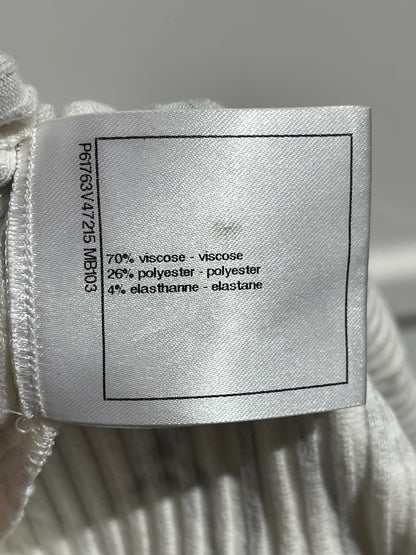 P61763V47215 MB103
70% viscose - viscose
26% polyester - polyester
4% elasthanne - elastane